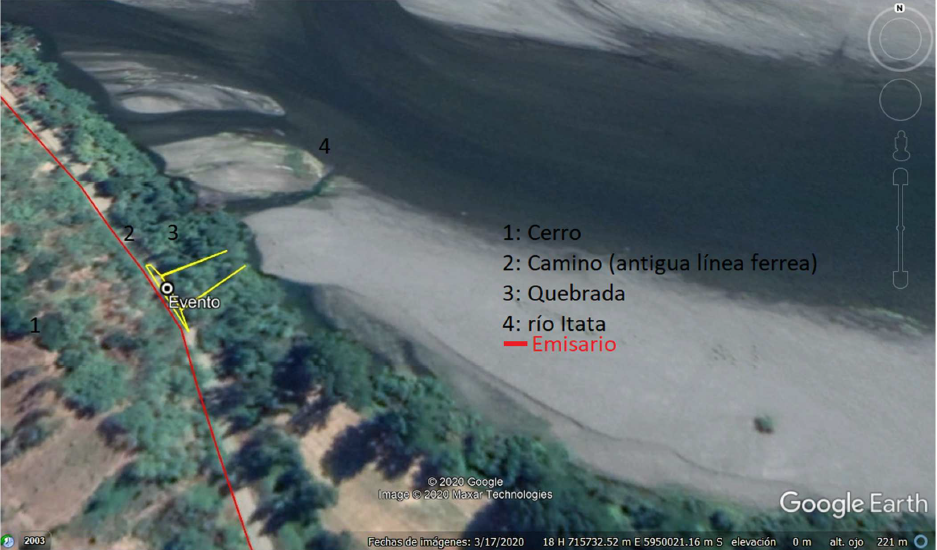 N
4
2
3
Evento
1
1: Cerro
2: Camino (antigua línea ferrea)
3: Quebrada
4: río Itata
Emisario
© 2020 Google
Image © 2020 Maxar Technologies
Google Earth
2003
Fechas de imágenes: 3/17/2020 18 H 715732.52 m E 5950021.16 m S elevación 0 m alt. ojo 221 m